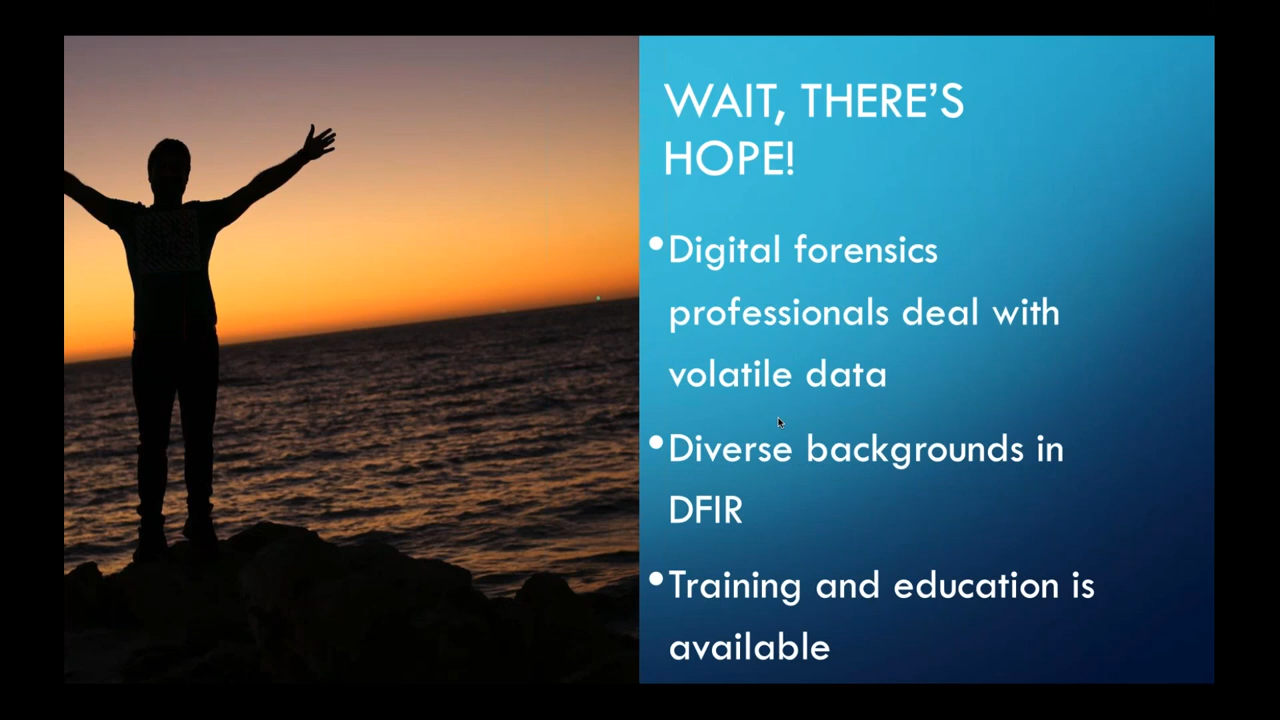 WAIT, THERE’S
HOPE!
•Digital forensics
professionals deal with
volatile data
•Diverse backgrounds in
DFIR
•Training and education is
available